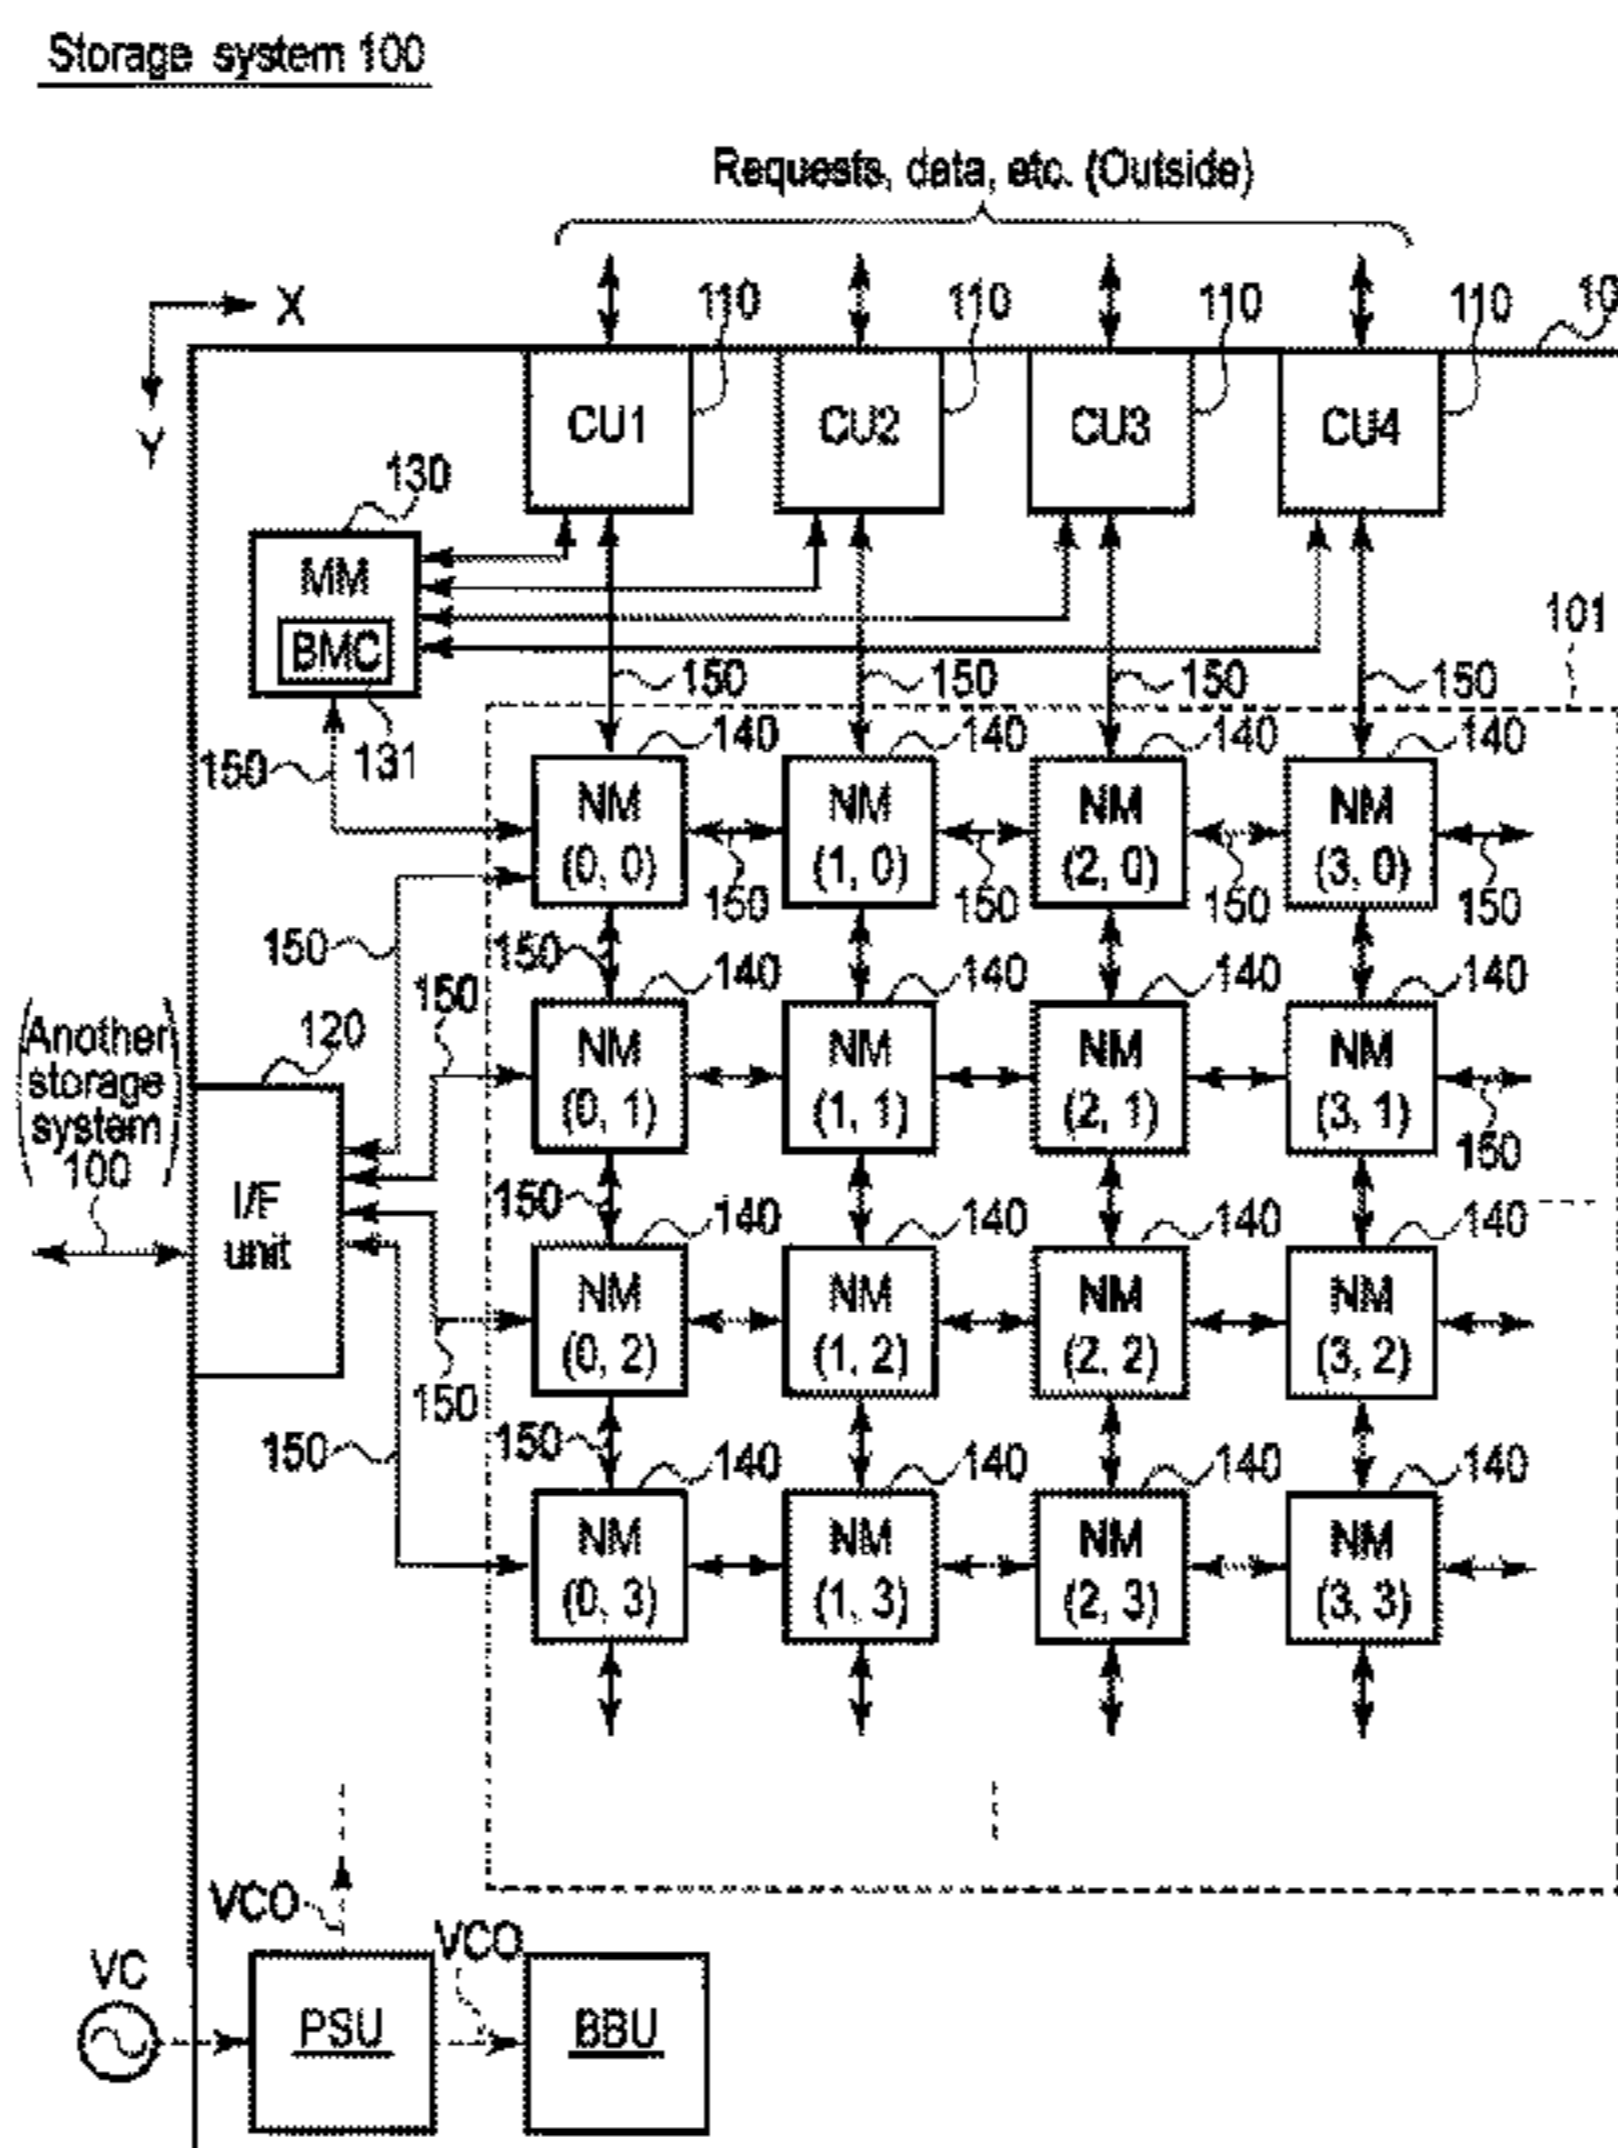 Storage system 100
Requests, data, etc. (Outside)
X
Y
110
110
110
110
10
CU1
CU2
CU3
CU4
130
MM
BMC
131
101
150
150
150
150
150
140
140
140
140
NM
(0, 0)
NM
(1, 0)
NM
(2, 0)
NM
(3, 0)
150
150
150
150
150
150
150
140
140
140
140
(Another
storage
system
100)
120
I/F
unit
NM
(0, 1)
NM
(1, 1)
NM
(2, 1)
NM
(3, 1)
150
150
140
140
140
140
NM
(0, 2)
NM
(1, 2)
NM
(2, 2)
NM
(3, 2)
150
150
150
140
140
140
140
NM
(0, 3)
NM
(1, 3)
NM
(2, 3)
NM
(3, 3)
VCO
VCO
VC
PSU
BBU